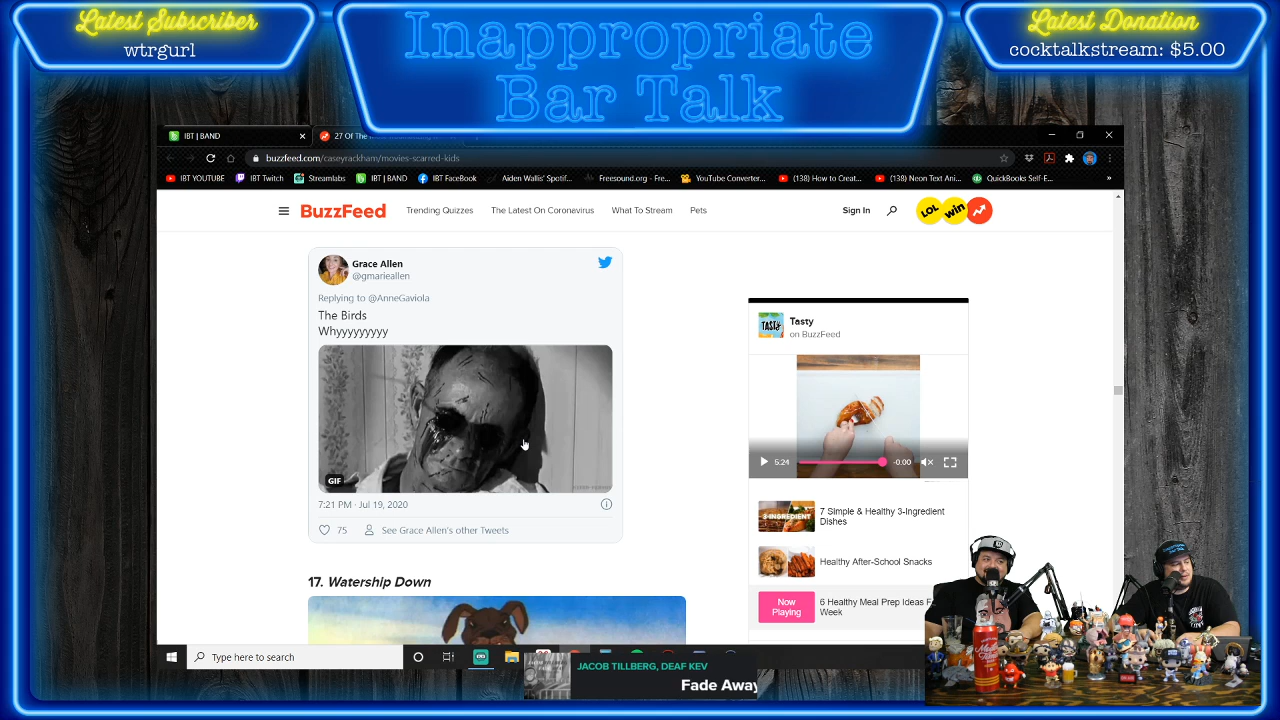 Latest Subscriber
wtrgurl
Inappropriate
Bar Talk
Latest Donation
cocktalkstream: $5.00
IBT | BAND
27 Of The
buzzfeed.com/caseyrackham/movies-scarred-kids
IBT YOUTUBE
IBT Twitch
Streamlabs
IBT | BAND
IBT FaceBook
Aiden Wallis' Spotif...
Freesound.org - Fre...
YouTube Converter...
(138) How to Creat...
(138) Neon Text Ani...
QuickBooks Self-E...
»
BuzzFeed
Trending Quizzes
The Latest On Coronavirus
What To Stream
Pets
Sign In
LOL
win
Grace Allen
@gmarieallen
Replying to @AnneGaviola
The Birds
Whyyyyyyyyy
GIF
7:21 PM · Jul 19, 2020
75
See Grace Allen's other Tweets
17. Watership Down
TASTY
Tasty
on BuzzFeed
5:24
-0:00
3-INGREDIENT
7 Simple & Healthy 3-Ingredient
Dishes
Healthy After-School Snacks
Now
Playing
6 Healthy Meal Prep Ideas F
Week
Type here to search
JACOB TILLBERG, DEAF KEV
Fade Away